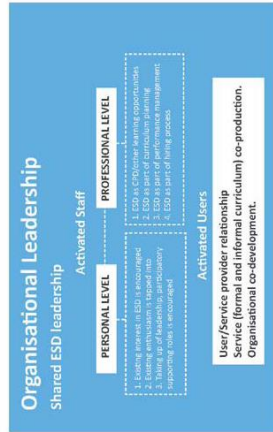 Organisational Leadership
Shared ESD leadership
Activated Staff
PERSONAL LEVEL
1. Existing interest in ESD is encouraged
2. Existing enthusiasm is tapped into
3. Taking up of leadership, participatory
supporting roles is encouraged
PROFESSIONAL LEVEL
1. ESD as CPD/other learning opportunities
2. ESD as part of curriculum planning
3. ESD as part of performance management
4. ESD as part of hiring process
Activated Users
User/Service provider relationship
Service (formal and informal curriculum) co-production.
Organisational co-development.